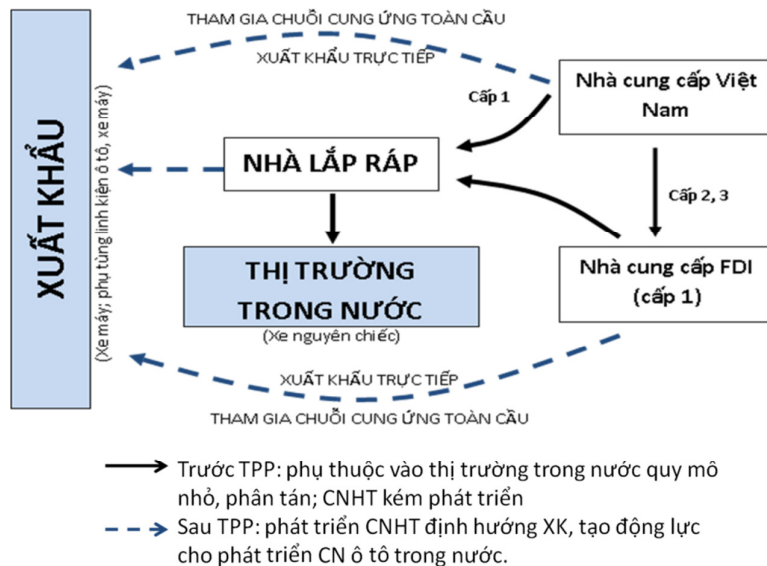 THAM GIA CHUỖI CUNG ỨNG TOÀN CẦU
XUẤT KHẨU TRỰC TIẾP
XUẤT KHẨU
(Xe máy; phụ tùng linh kiện ô tô, xe máy)
Cấp 1
Nhà cung cấp Việt
Nam
NHÀ LẮP RÁP
Cấp 2, 3
THỊ TRƯỜNG
TRONG NƯỚC
(Xe nguyên chiếc)
Nhà cung cấp FDI
(cấp 1)
XUẤT KHẨU TRỰC TIẾP
THAM GIA CHUỖI CUNG ỨNG TOÀN CẦU
Trước TPP: phụ thuộc vào thị trường trong nước quy mô
nhỏ, phân tán; CNHT kém phát triển
Sau TPP: phát triển CNHT định hướng XK, tạo động lực
cho phát triển CN ô tô trong nước.